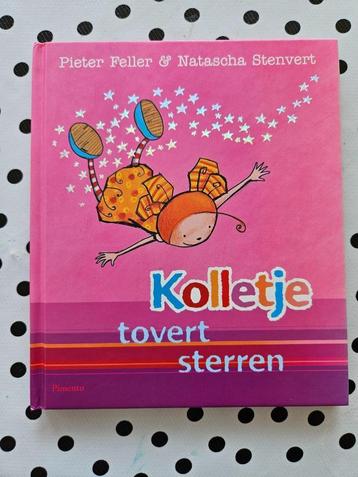 Pieter Feller & Natascha Stenvert
Kolletje
tovert
sterren
Pimento